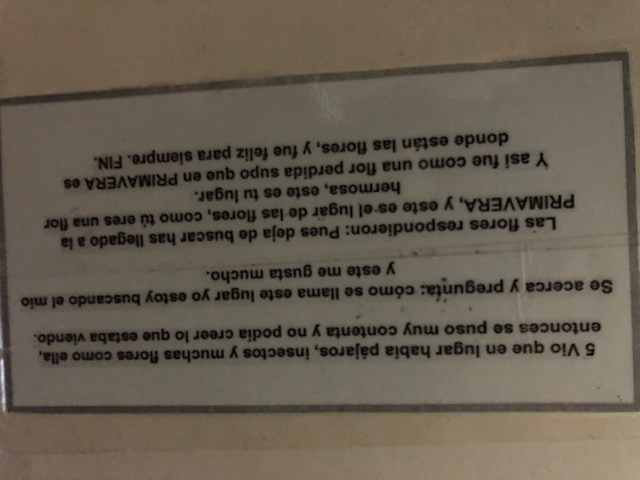 5 Vio que en lugar había pájaros, insectos y muchas flores como ella,
entonces se puso muy contenta y no podía creer lo que estaba viendo.
Se acerca y pregunta: cómo se llama este lugar yo estoy buscando el mío
y este me gusta mucho.
Las flores respondieron: Pues deja de buscar has llegado a la
PRIMAVERA, y este es el lugar de las flores, como tú eres una flor
hermosa, este es tu lugar.
Y así fue como una flor perdida supo que en PRIMAVERA es
donde están las flores, y fue feliz para siempre. FIN.